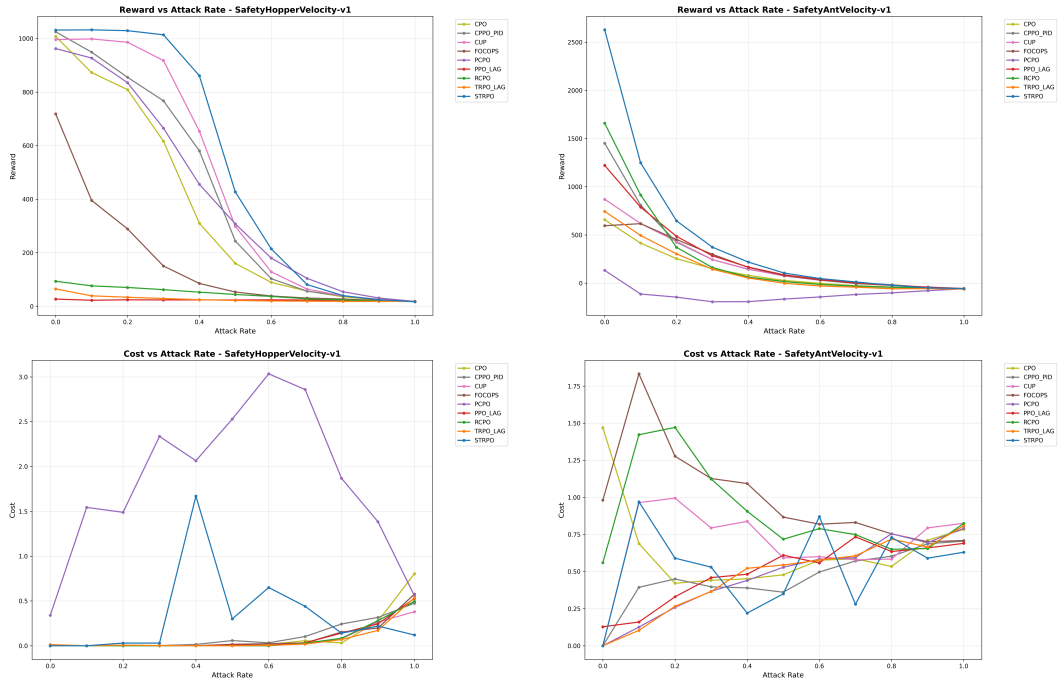 Reward vs Attack Rate - SafetyHopperVelocity-v1
1000
800
600
400
200
0
Reward
0.0 0.2 0.4 0.6 0.8 1.0
Attack Rate
CPO
CPPO_PID
CUP
FOCOPS
PCPO
PPO_LAG
RCPO
TRPO_LAG
STRPO
Reward vs Attack Rate - SafetyAntVelocity-v1
2500
2000
1500
1000
500
0
Reward
0.0 0.2 0.4 0.6 0.8 1.0
Attack Rate
CPO
CPPO_PID
CUP
FOCOPS
PCPO
PPO_LAG
RCPO
TRPO_LAG
STRPO
Cost vs Attack Rate - SafetyHopperVelocity-v1
3.0
2.5
2.0
1.5
1.0
0.5
0.0
Cost
0.0 0.2 0.4 0.6 0.8 1.0
Attack Rate
CPO
CPPO_PID
CUP
FOCOPS
PCPO
PPO_LAG
RCPO
TRPO_LAG
STRPO
Cost vs Attack Rate - SafetyAntVelocity-v1
1.75
1.50
1.25
1.00
0.75
0.50
0.25
0.00
Cost
0.0 0.2 0.4 0.6 0.8 1.0
Attack Rate
CPO
CPPO_PID
CUP
FOCOPS
PCPO
PPO_LAG
RCPO
TRPO_LAG
STRPO